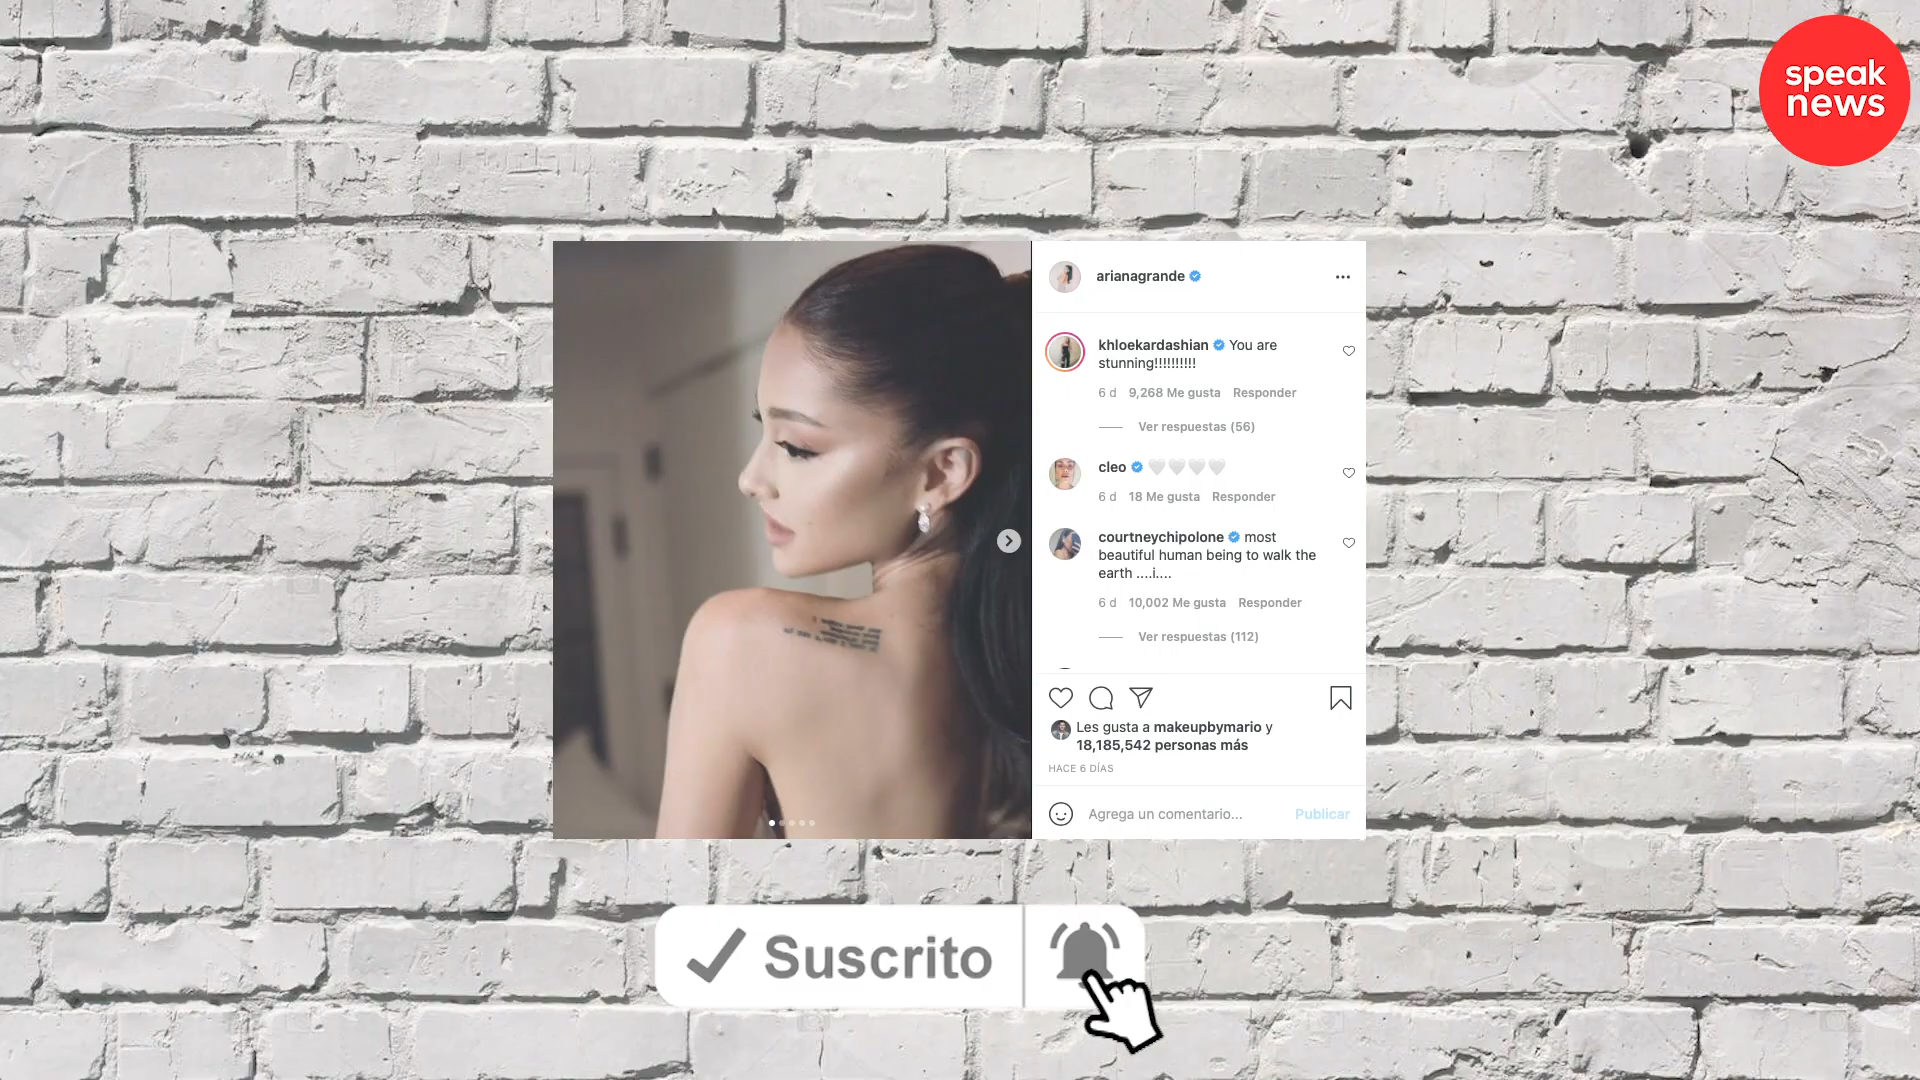 speak
news
arianagrande
khloekardashian You are
stunning!!!!!!!!!!
6 d 9,268 Me gusta Responder
Ver respuestas (56)
cleo 🤍🤍🤍🤍
6 d 18 Me gusta Responder
courtneychipolone most
beautiful human being to walk the
earth ....i....
6 d 10,002 Me gusta Responder
Ver respuestas (112)
Les gusta a makeupbymario y
18,185,542 personas más
HACE 6 DÍAS
Agrega un comentario... Publicar
Suscrito